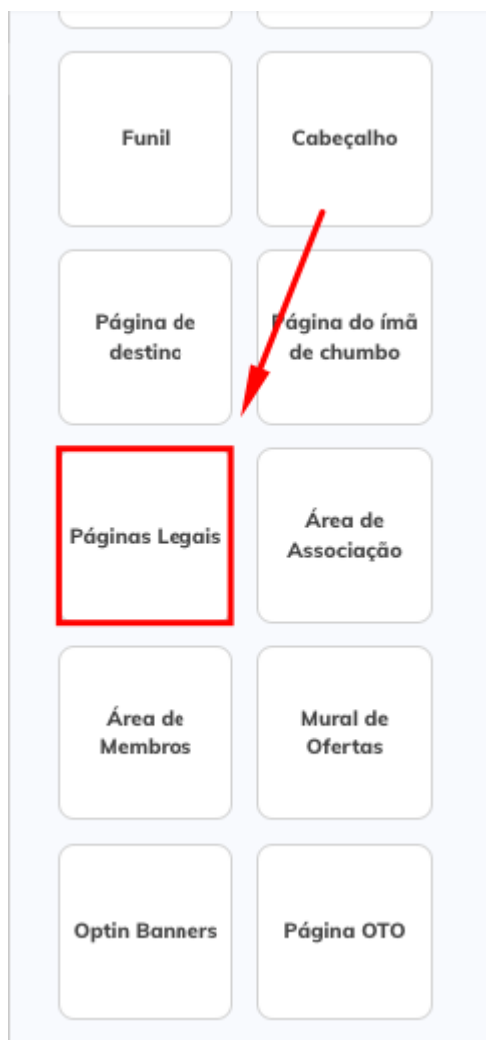 Funil
Cabeçalho
Página de
destino
Página do ímã
de chumbo
Páginas Legais
Área de
Associação
Área de
Membros
Mural de
Ofertas
Optin Banners
Página OTO